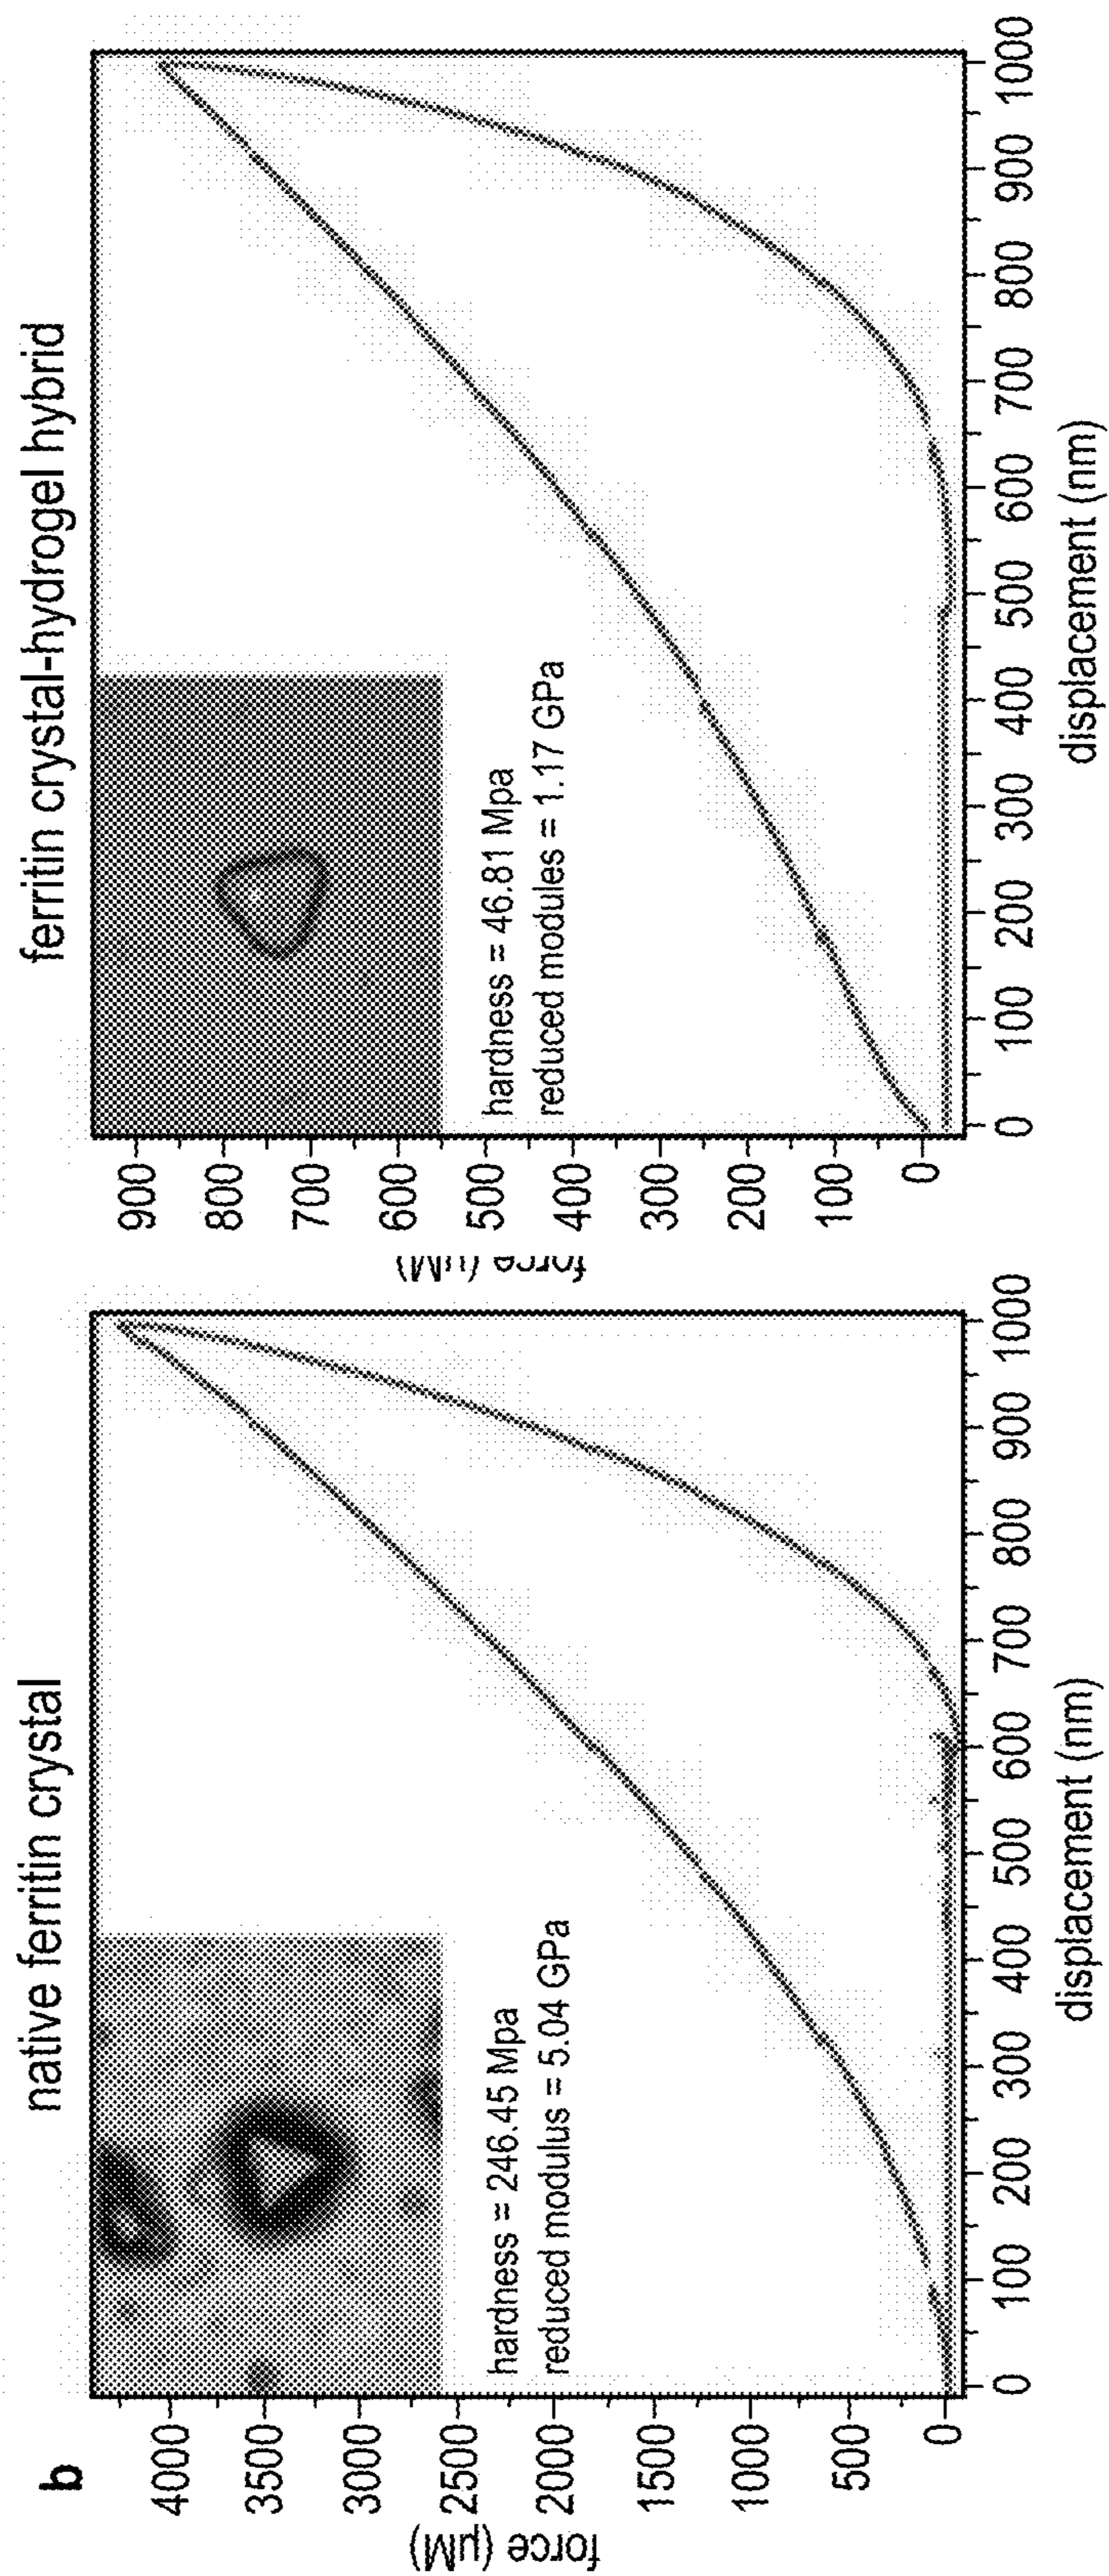 b
native ferritin crystal
force (μM)
4000
3500
3000
2500
2000
1500
1000
500
0
hardness = 246.45 Mpa
reduced modulus = 5.04 GPa
0 100 200 300 400 500 600 700 800 900 1000
displacement (nm)
ferritin crystal-hydrogel hybrid
force (μM)
900
800
700
600
500
400
300
200
100
0
hardness = 46.81 Mpa
reduced modules = 1.17 GPa
0 100 200 300 400 500 600 700 800 900 1000
displacement (nm)